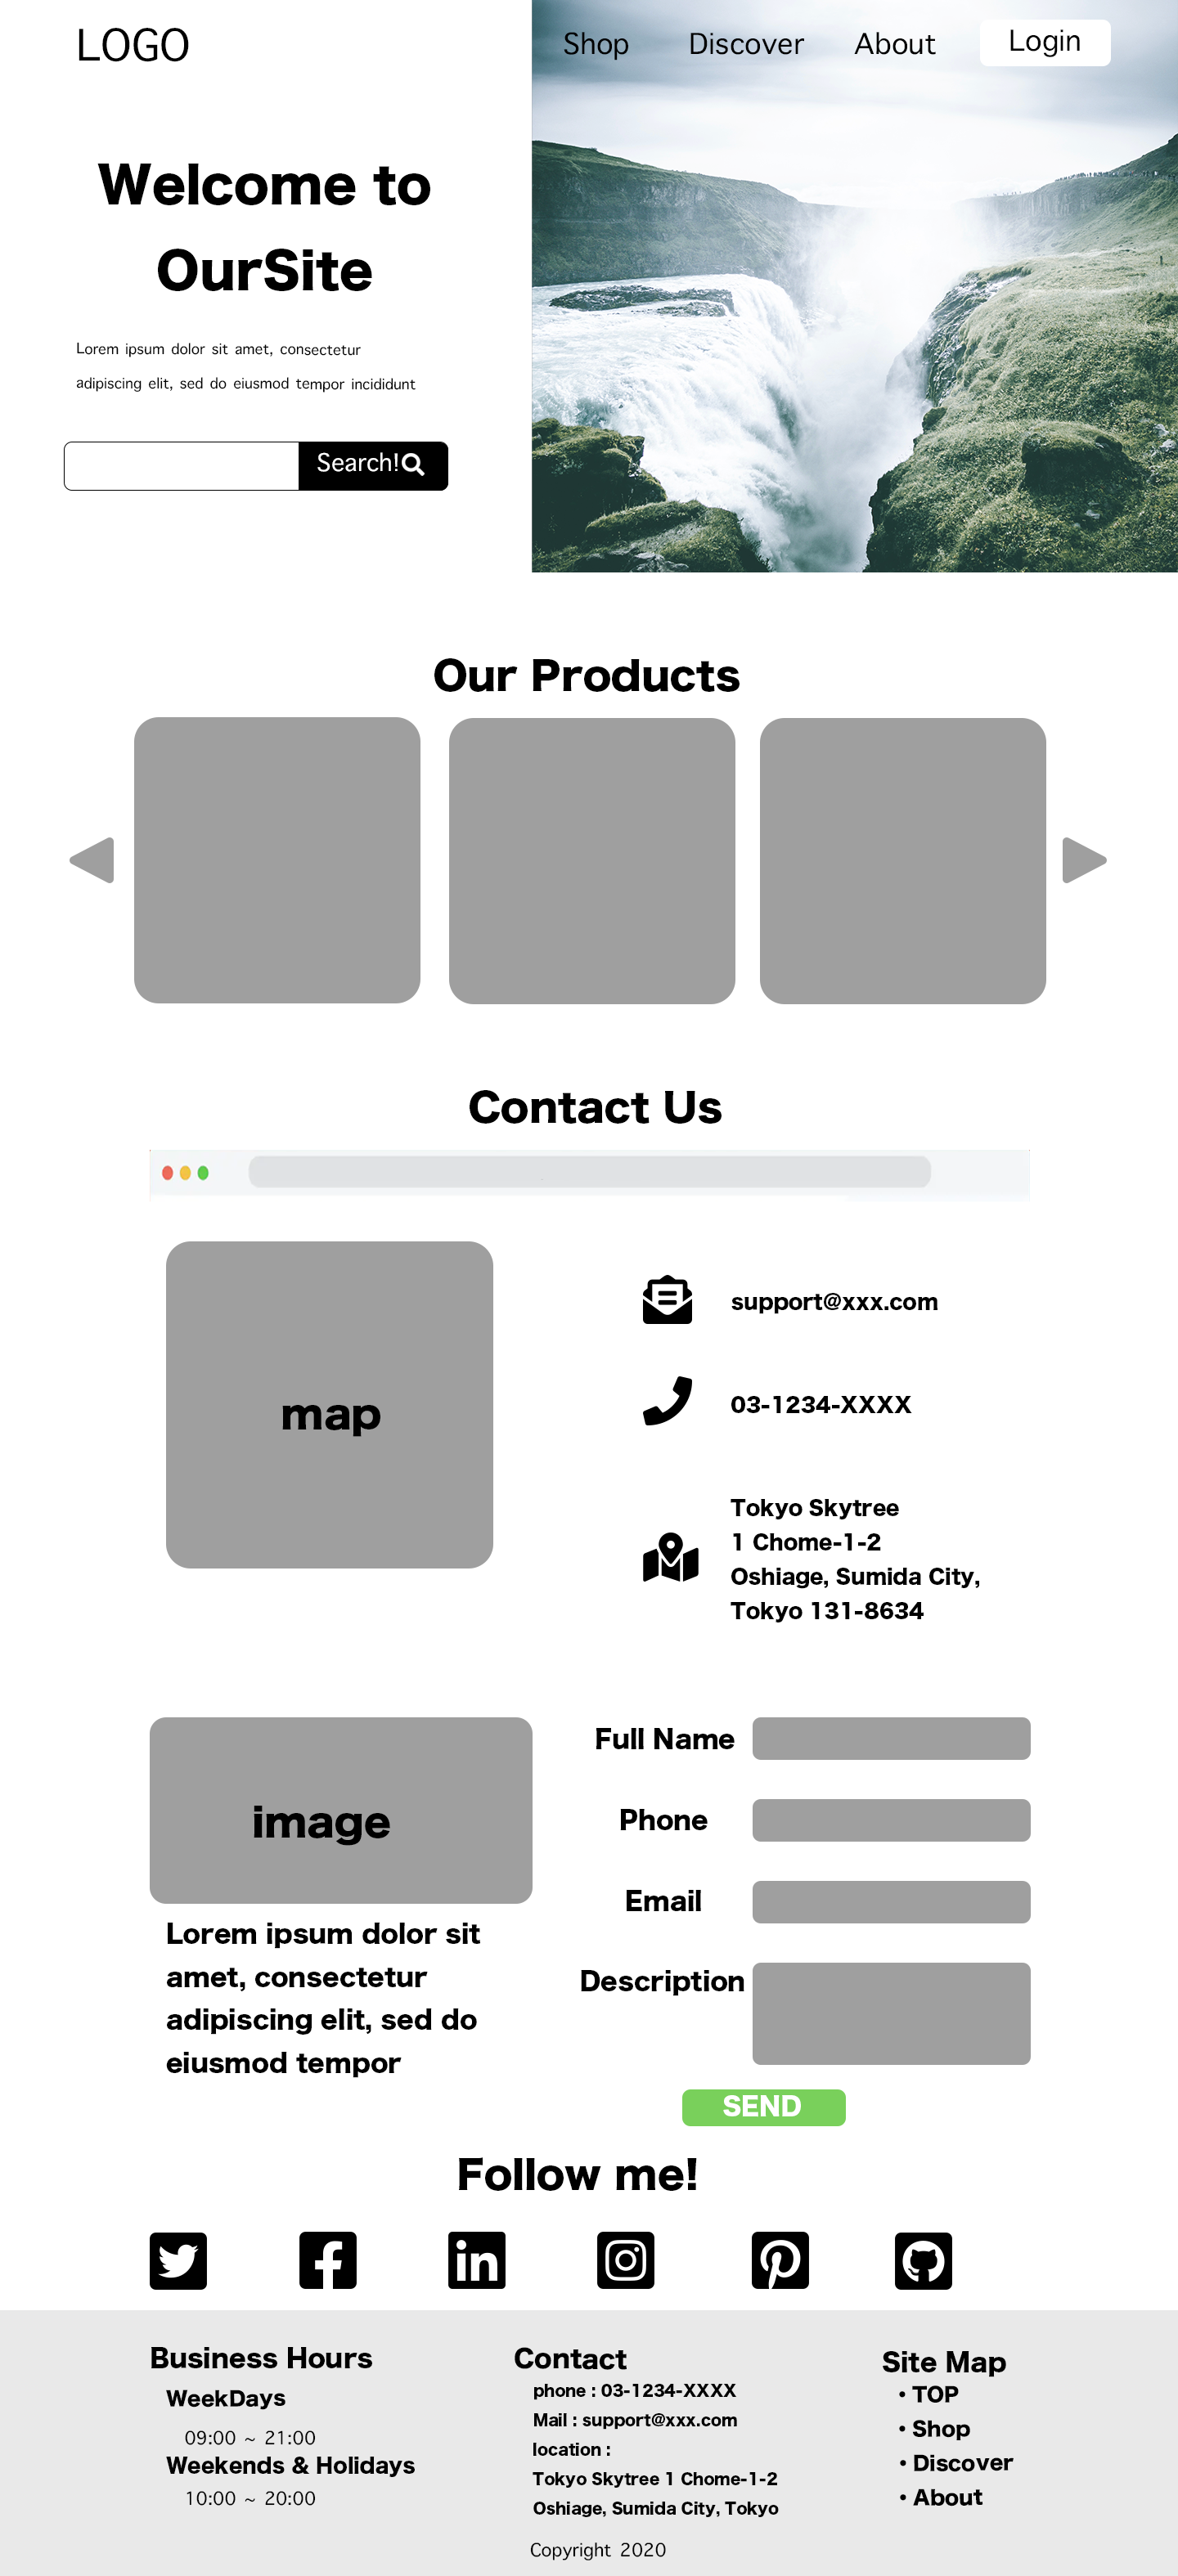 LOGO
Shop
Discover
About
Login
Welcome to
OurSite
Lorem ipsum dolor sit amet, consectetur
adipiscing elit, sed do eiusmod tempor incididunt
Search!
Our Products
Contact Us
map
support@xxx.com
03-1234-XXXX
Tokyo Skytree
1 Chome-1-2
Oshiage, Sumida City,
Tokyo 131-8634
image
Lorem ipsum dolor sit
amet, consectetur
adipiscing elit, sed do
eiusmod tempor
Full Name
Phone
Email
Description
SEND
Follow me!
Business Hours
WeekDays
09:00 ~ 21:00
Weekends & Holidays
10:00 ~ 20:00
Contact
phone : 03-1234-XXXX
Mail : support@xxx.com
location :
Tokyo Skytree 1 Chome-1-2
Oshiage, Sumida City, Tokyo
Site Map
・TOP
・Shop
・Discover
・About
Copyright 2020